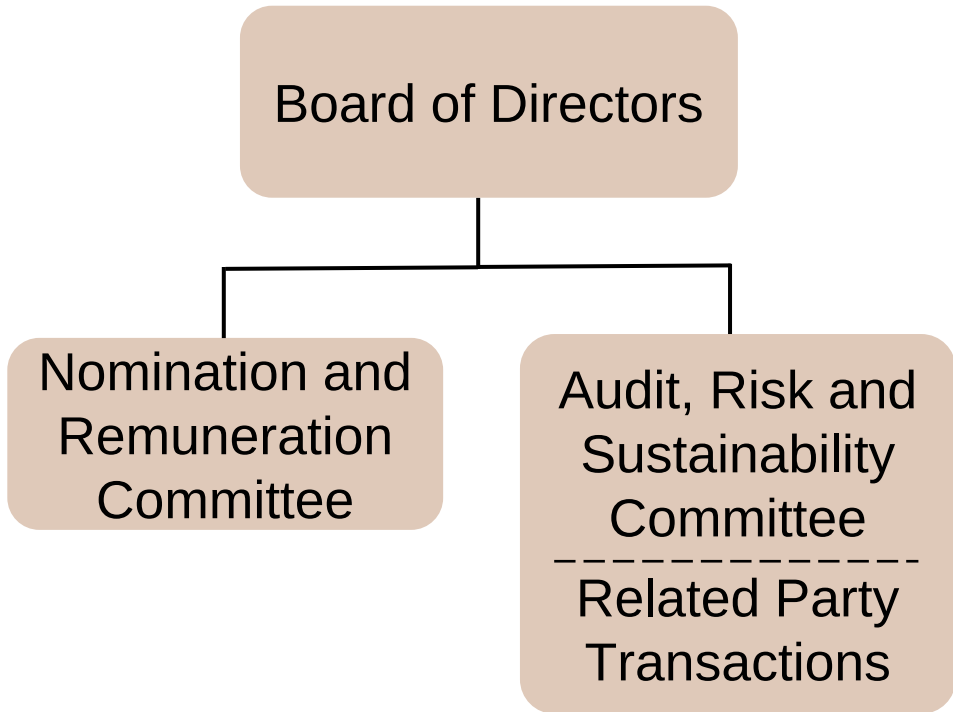 Board of Directors
Nomination and
Remuneration
Committee
Audit, Risk and
Sustainability
Committee
Related Party
Transactions